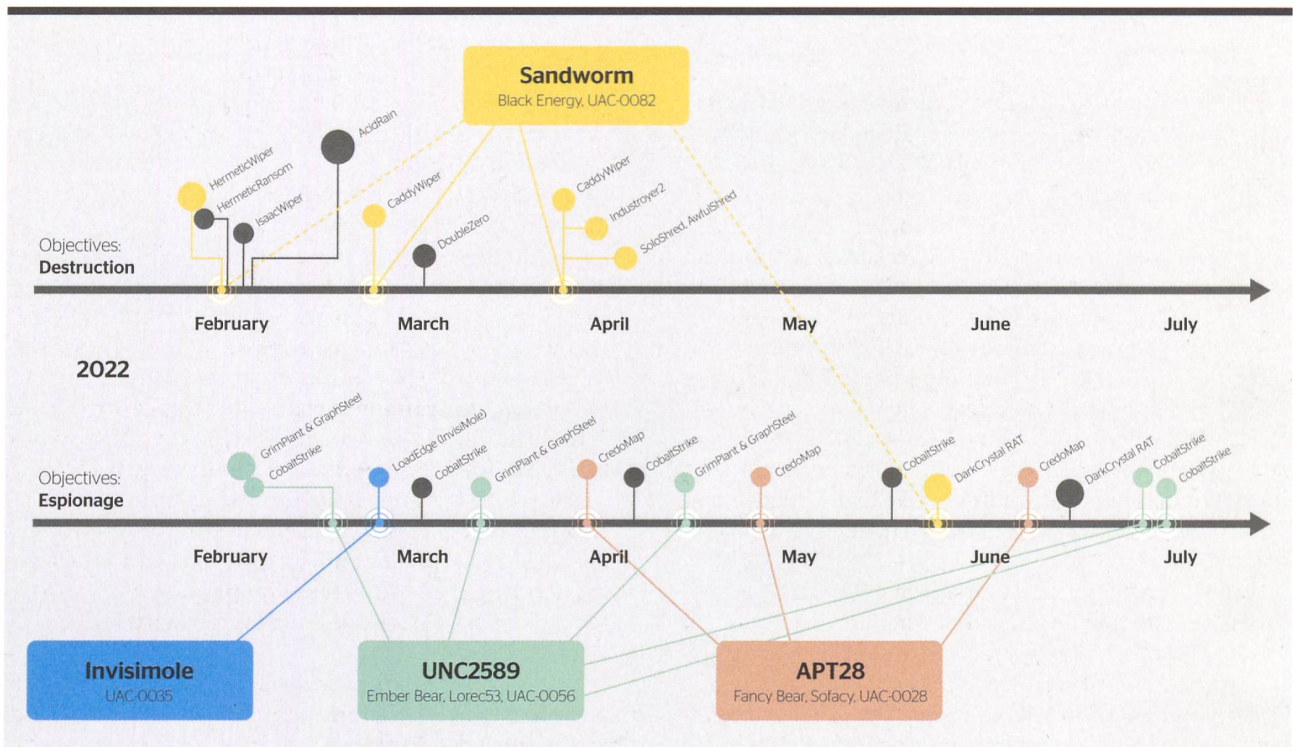 Sandworm
Black Energy, UAC-0082
HermeticWiper
HermeticRansom
IsaacWiper
AcidRain
CaddyWiper
DoubleZero
CaddyWiper
Industroyer2
SoloShred, AwfulShred
Objectives:
Destruction
February March April May June July
2022
GrimPlant & GraphSteel
CobaltStrike
LoadEdge (InvisiMole)
CobaltStrike
GrimPlant & GraphSteel
CredoMap
CobaltStrike
GrimPlant & GraphSteel
CredoMap
CobaltStrike
DarkCrystal RAT
CredoMap
DarkCrystal RAT
CobaltStrike
CobaltStrike
Objectives:
Espionage
February March April May June July
Invisimole
UAC-0035
UNC2589
Ember Bear, Lorec53, UAC-0056
APT28
Fancy Bear, Sofacy, UAC-0028